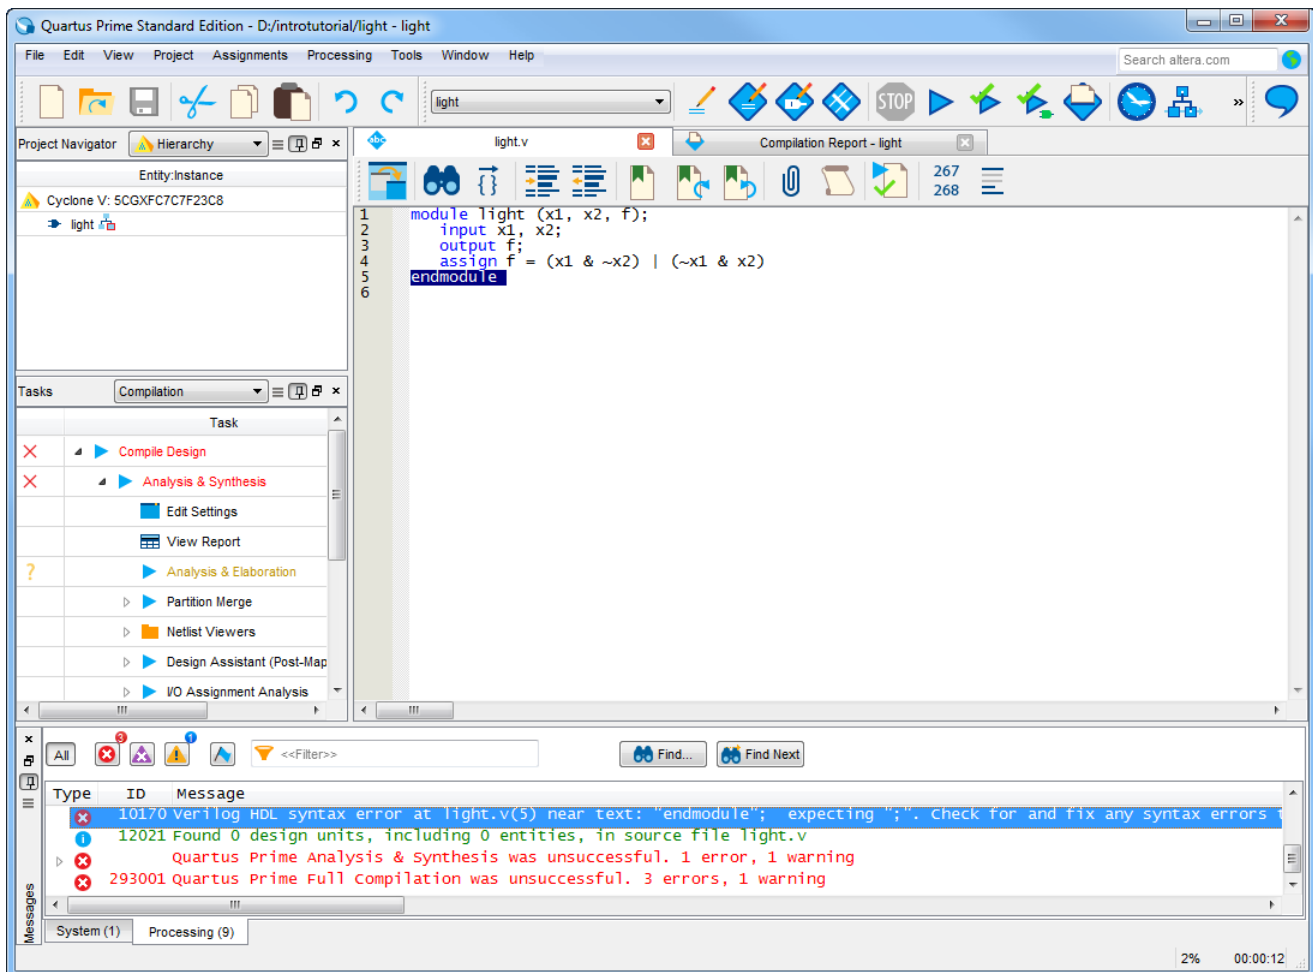 Quartus Prime Standard Edition - D:/introtutorial/light - light
File Edit View Project Assignments Processing Tools Window Help
Search altera.com
light
STOP
»
Project Navigator
Hierarchy
Entity:Instance
Cyclone V: 5CGXFC7C7F23C8
light
abc
light.v
Compilation Report - light
267
268
1 module light (x1, x2, f);
2 input x1, x2;
3 output f;
4 assign f = (x1 & ~x2) | (~x1 & x2)
5 endmodule
6
Tasks
Compilation
Task
Compile Design
Analysis & Synthesis
Edit Settings
View Report
? Analysis & Elaboration
Partition Merge
Netlist Viewers
Design Assistant (Post-Map
I/O Assignment Analysis
All
3
1
<<Filter>>
Find...
Find Next
Type ID Message
10170 Verilog HDL syntax error at light.v(5) near text: "endmodule"; expecting ";". Check for and fix any syntax errors t
12021 Found 0 design units, including 0 entities, in source file light.v
Quartus Prime Analysis & Synthesis was unsuccessful. 1 error, 1 warning
293001 Quartus Prime Full Compilation was unsuccessful. 3 errors, 1 warning
Messages
System (1)
Processing (9)
2%
00:00:12